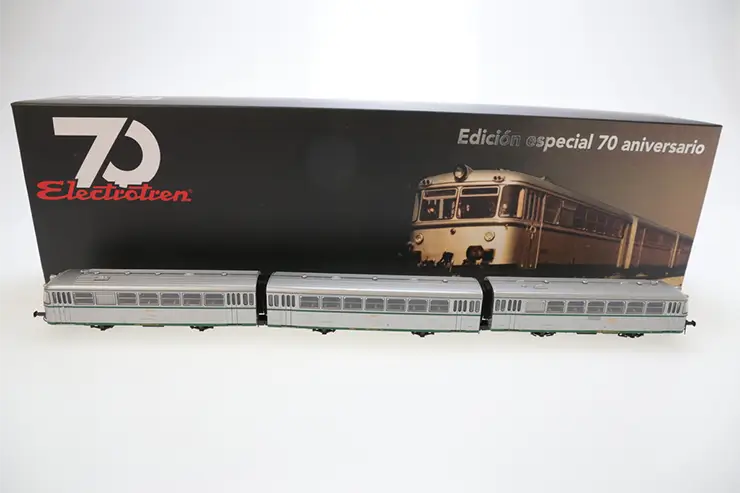 70
Electrotren
Edición especial 70 aniversario